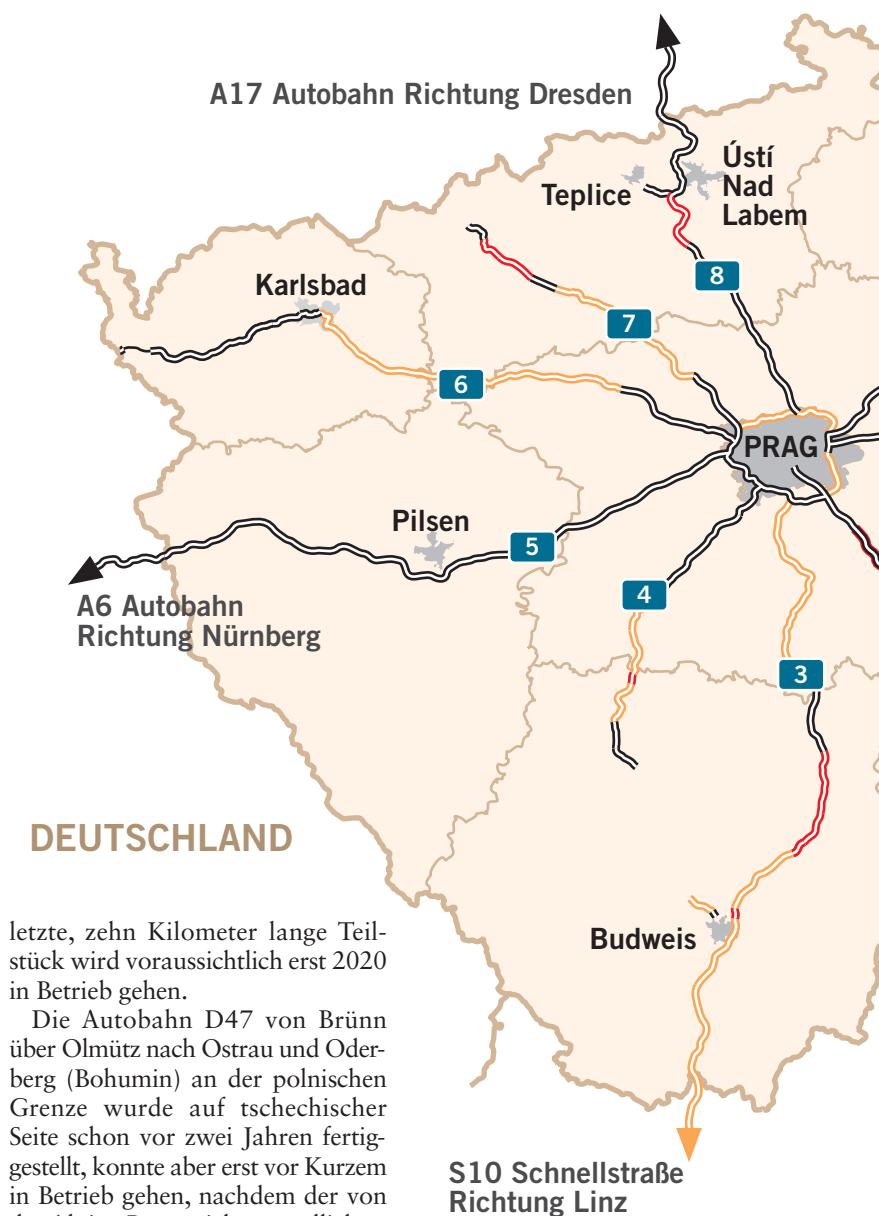 A17 Autobahn Richtung Dresden
Ústí
Nad
Labem
Teplice
8
Karlsbad
7
6
PRAG
Pilsen
5
A6 Autobahn
Richtung Nürnberg
4
3
DEUTSCHLAND
Budweis
S10 Schnellstraße
Richtung Linz
letzte, zehn Kilometer lange Teil-
stück wird voraussichtlich erst 2020
in Betrieb gehen.
Die Autobahn D47 von Brünn
über Olmütz nach Ostrau und Oder-
berg (Bohumin) an der polnischen
Grenze wurde auf tschechischer
Seite schon vor zwei Jahren fertig-
gestellt, konnte aber erst vor Kurzem
in Betrieb gehen, nachdem der von